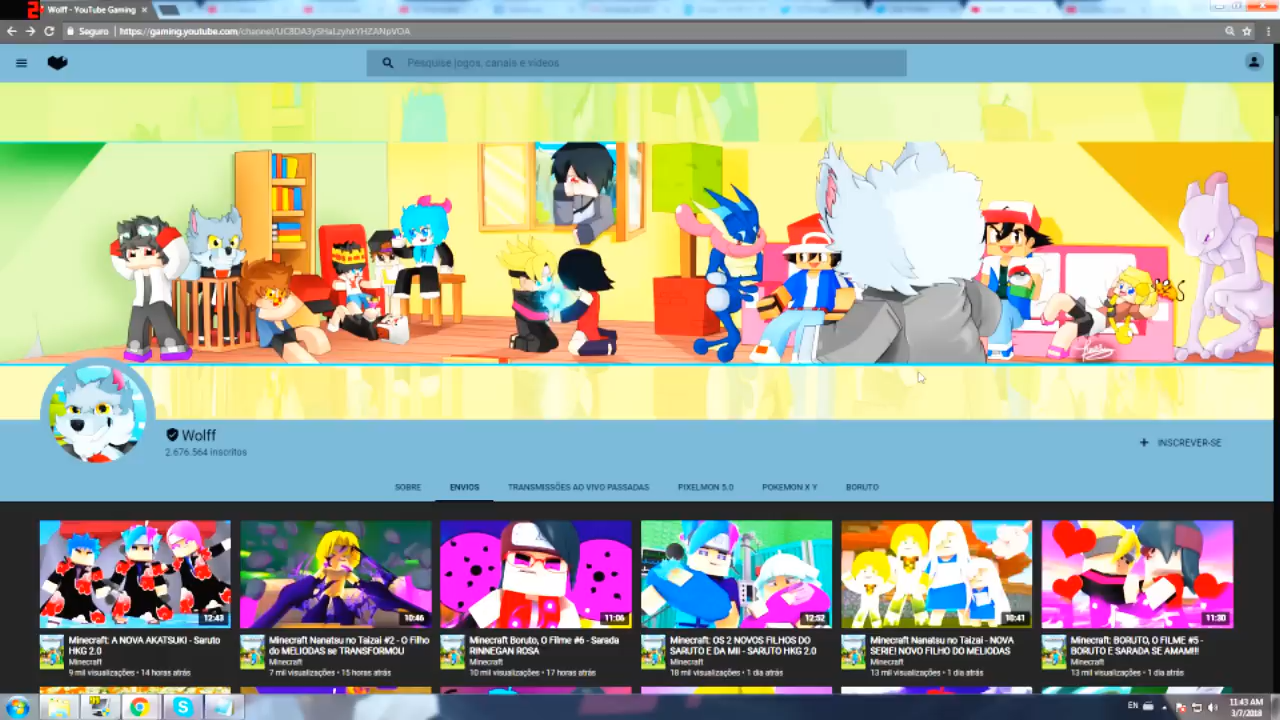 Wolff - YouTube Gaming
Seguro | https://gaming.youtube.com/channel/
Pesquise jogos, canais e vídeos
Wolff
2.676.564 inscritos
INSCREVER-SE
SOBRE ENVIOS TRANSMISSÕES AO VIVO PASSADAS PIXELMON 5.0 POKEMON X Y BORUTO
12:43
10:46
11:06
12:52
10:41
11:30
Minecraft: A NOVA AKATSUKI - Saruto
HKG 2.0
Minecraft
9 mil visualizações • 14 horas atrás
Minecraft Nanatsu no Taizai #2 - O Filho
do MELIODAS se TRANSFORMOU
Minecraft
7 mil visualizações • 15 horas atrás
Minecraft Boruto, O Filme #6 - Sarada
RINNEGAN ROSA
Minecraft
10 mil visualizações • 17 horas atrás
Minecraft: OS 2 NOVOS FILHOS DO
SARUTO E DA MII - SARUTO HKG 2.0
Minecraft
18 mil visualizações • 1 dia atrás
Minecraft Nanatsu no Taizai - NOVA
SERIE! NOVO FILHO DO MELIODAS
Minecraft
13 mil visualizações • 1 dia atrás
Minecraft: BORUTO, O FILME #5 -
BORUTO E SARADA SE AMAM!!!
Minecraft
13 mil visualizações • 1 dia atrás
EN
11:43 AM
3/7/2018